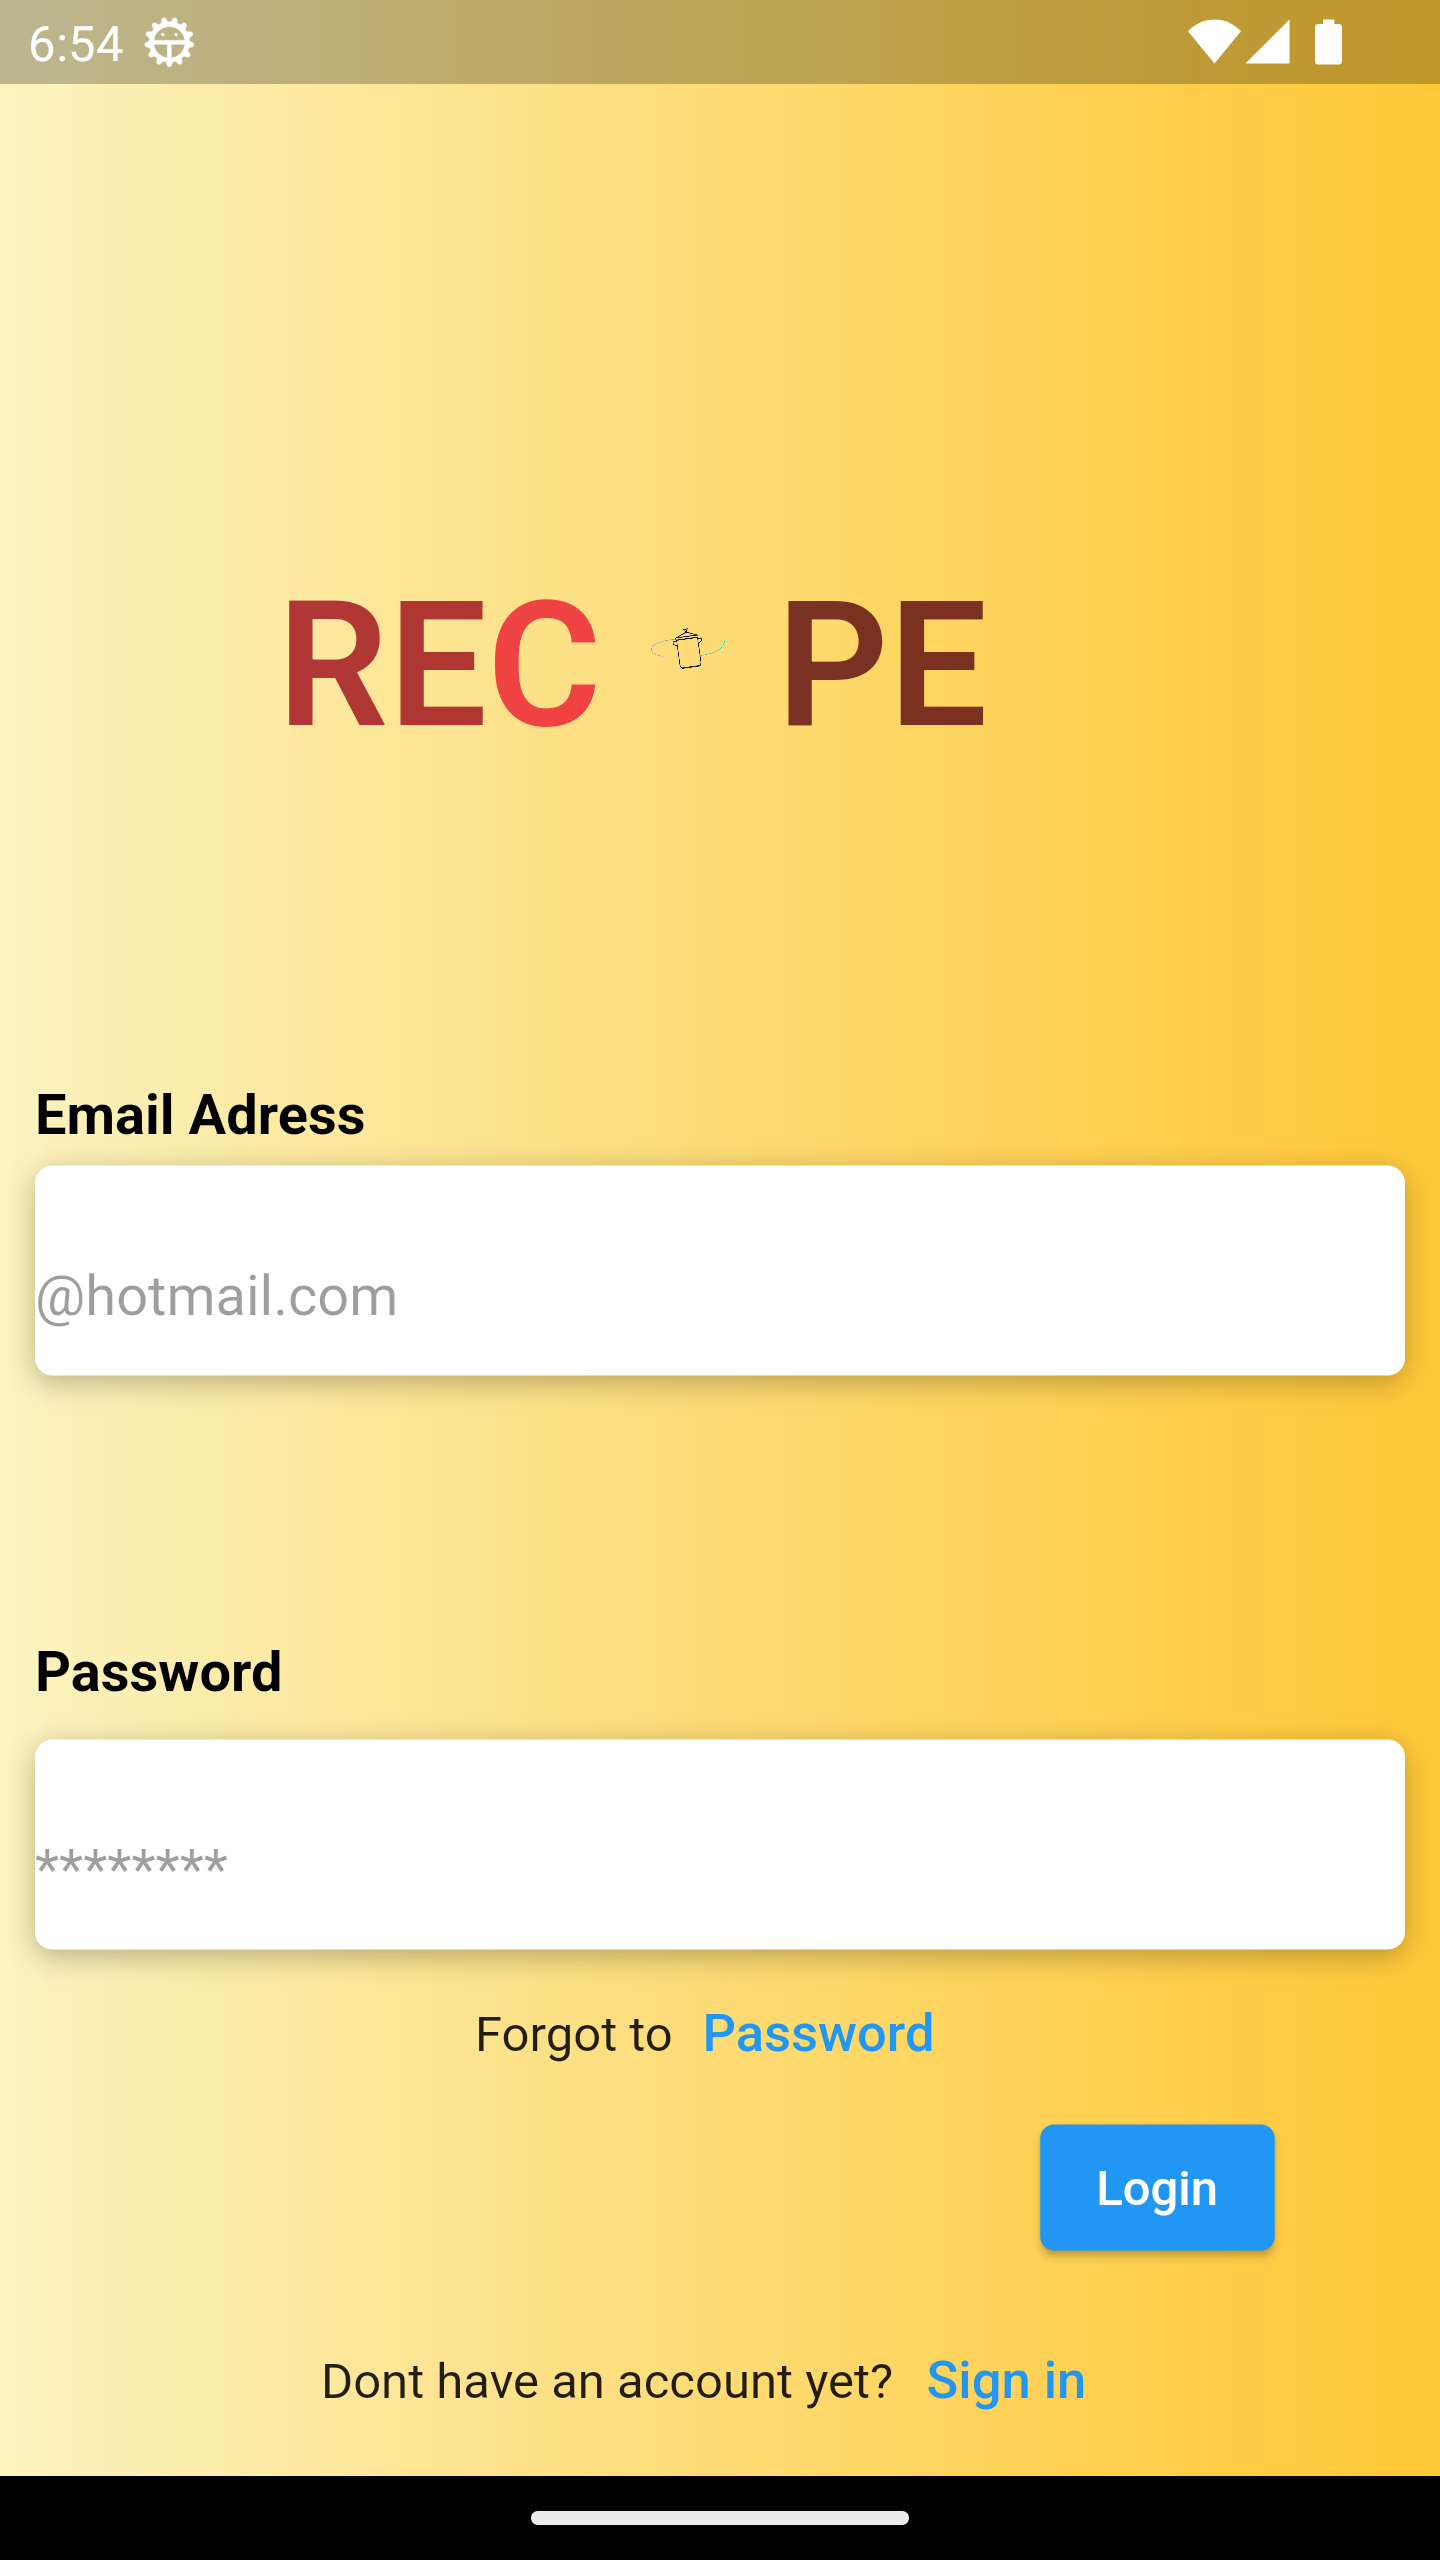 6:54
REC PE
Email Adress
@hotmail.com
Password
********
Forgot to Password
Login
Dont have an account yet? Sign in